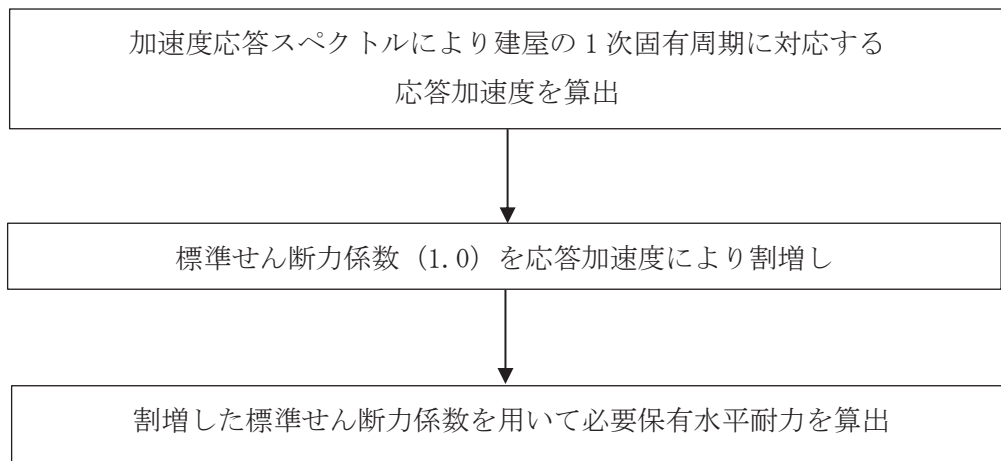 加速度応答スペクトルにより建屋の１次固有周期に対応する
応答加速度を算出
標準せん断力係数（1.0）を応答加速度により割増し
割増した標準せん断力係数を用いて必要保有水平耐力を算出